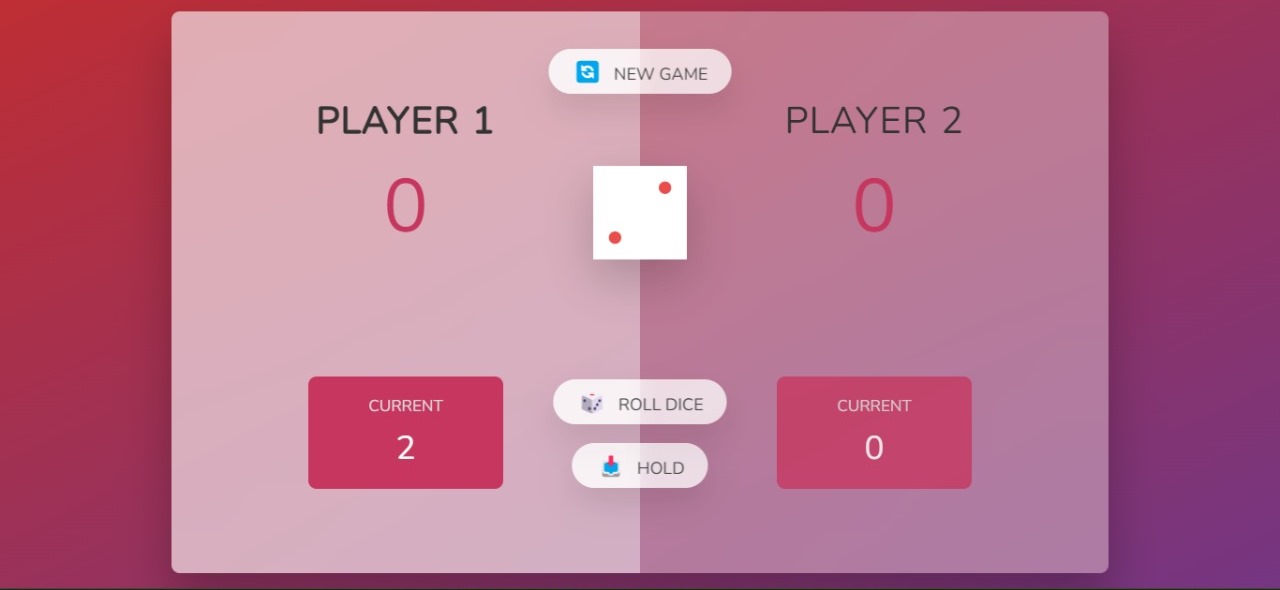 NEW GAME
PLAYER 1
PLAYER 2
0
0
CURRENT
2
ROLL DICE
HOLD
CURRENT
0